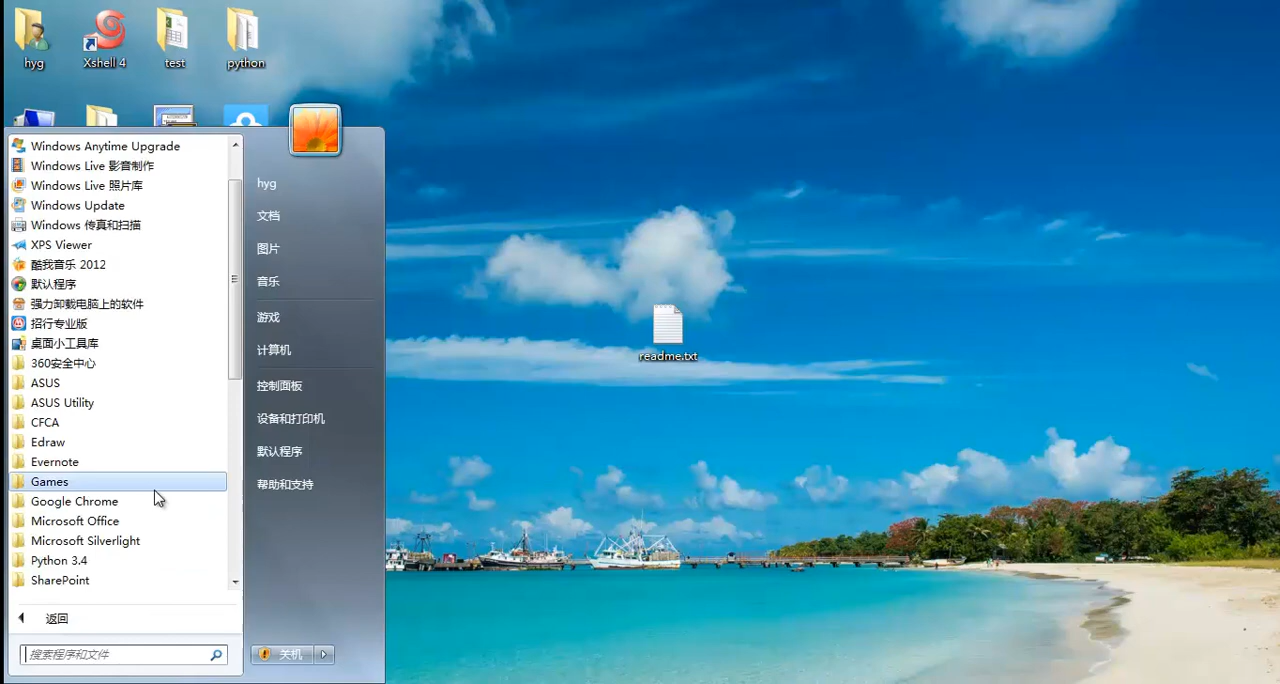 hyg
Xshell 4
test
python
Windows Anytime Upgrade
Windows Live 影音制作
Windows Live 照片库
Windows Update
Windows 传真和扫描
XPS Viewer
酷我音乐 2012
默认程序
强力卸载电脑上的软件
招行专业版
桌面小工具库
360安全中心
ASUS
ASUS Utility
CFCA
Edraw
Evernote
Games
Google Chrome
Microsoft Office
Microsoft Silverlight
Python 3.4
SharePoint
返回
搜索程序和文件
hyg
文档
图片
音乐
游戏
计算机
控制面板
设备和打印机
默认程序
帮助和支持
关机
readme.txt